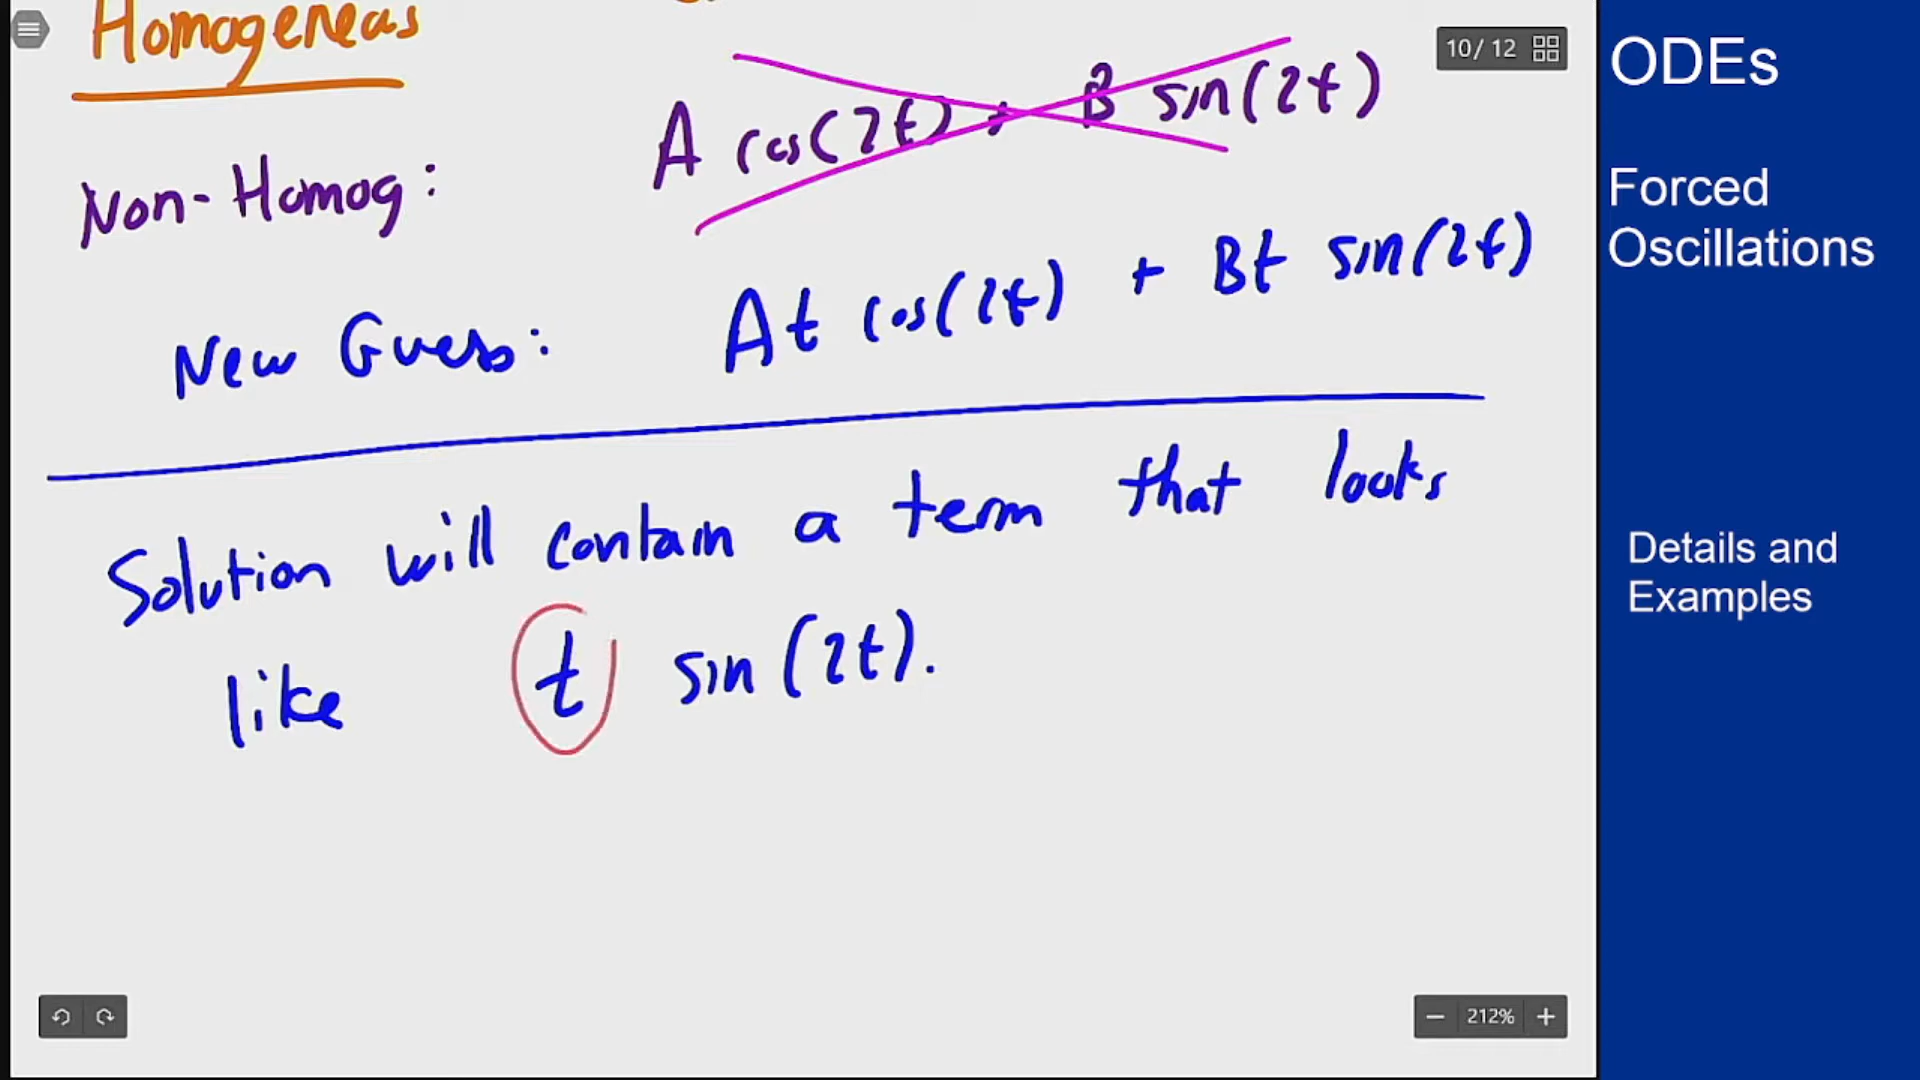 Homogeneous
10/12
A cos(2t) + B sin(2t)
Non-Homog:
New Guess: At cos(2t) + Bt sin(2t)
Solution will contain a term that looks
like t sin(2t).
212%
ODEs
Forced
Oscillations
Details and
Examples